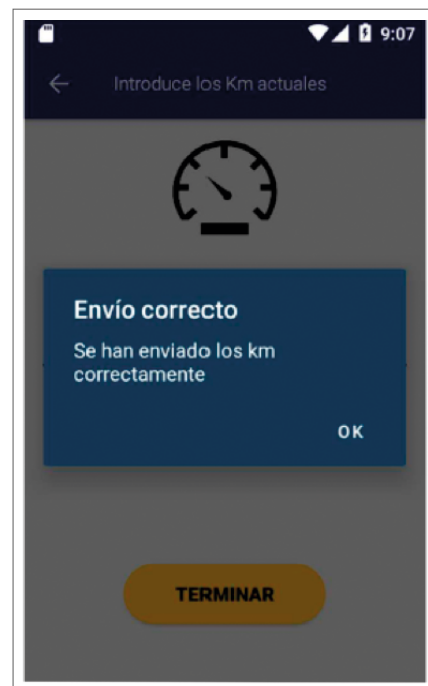 9:07
Introduce los Km actuales
Envío correcto
Se han enviado los km
correctamente
OK
TERMINAR